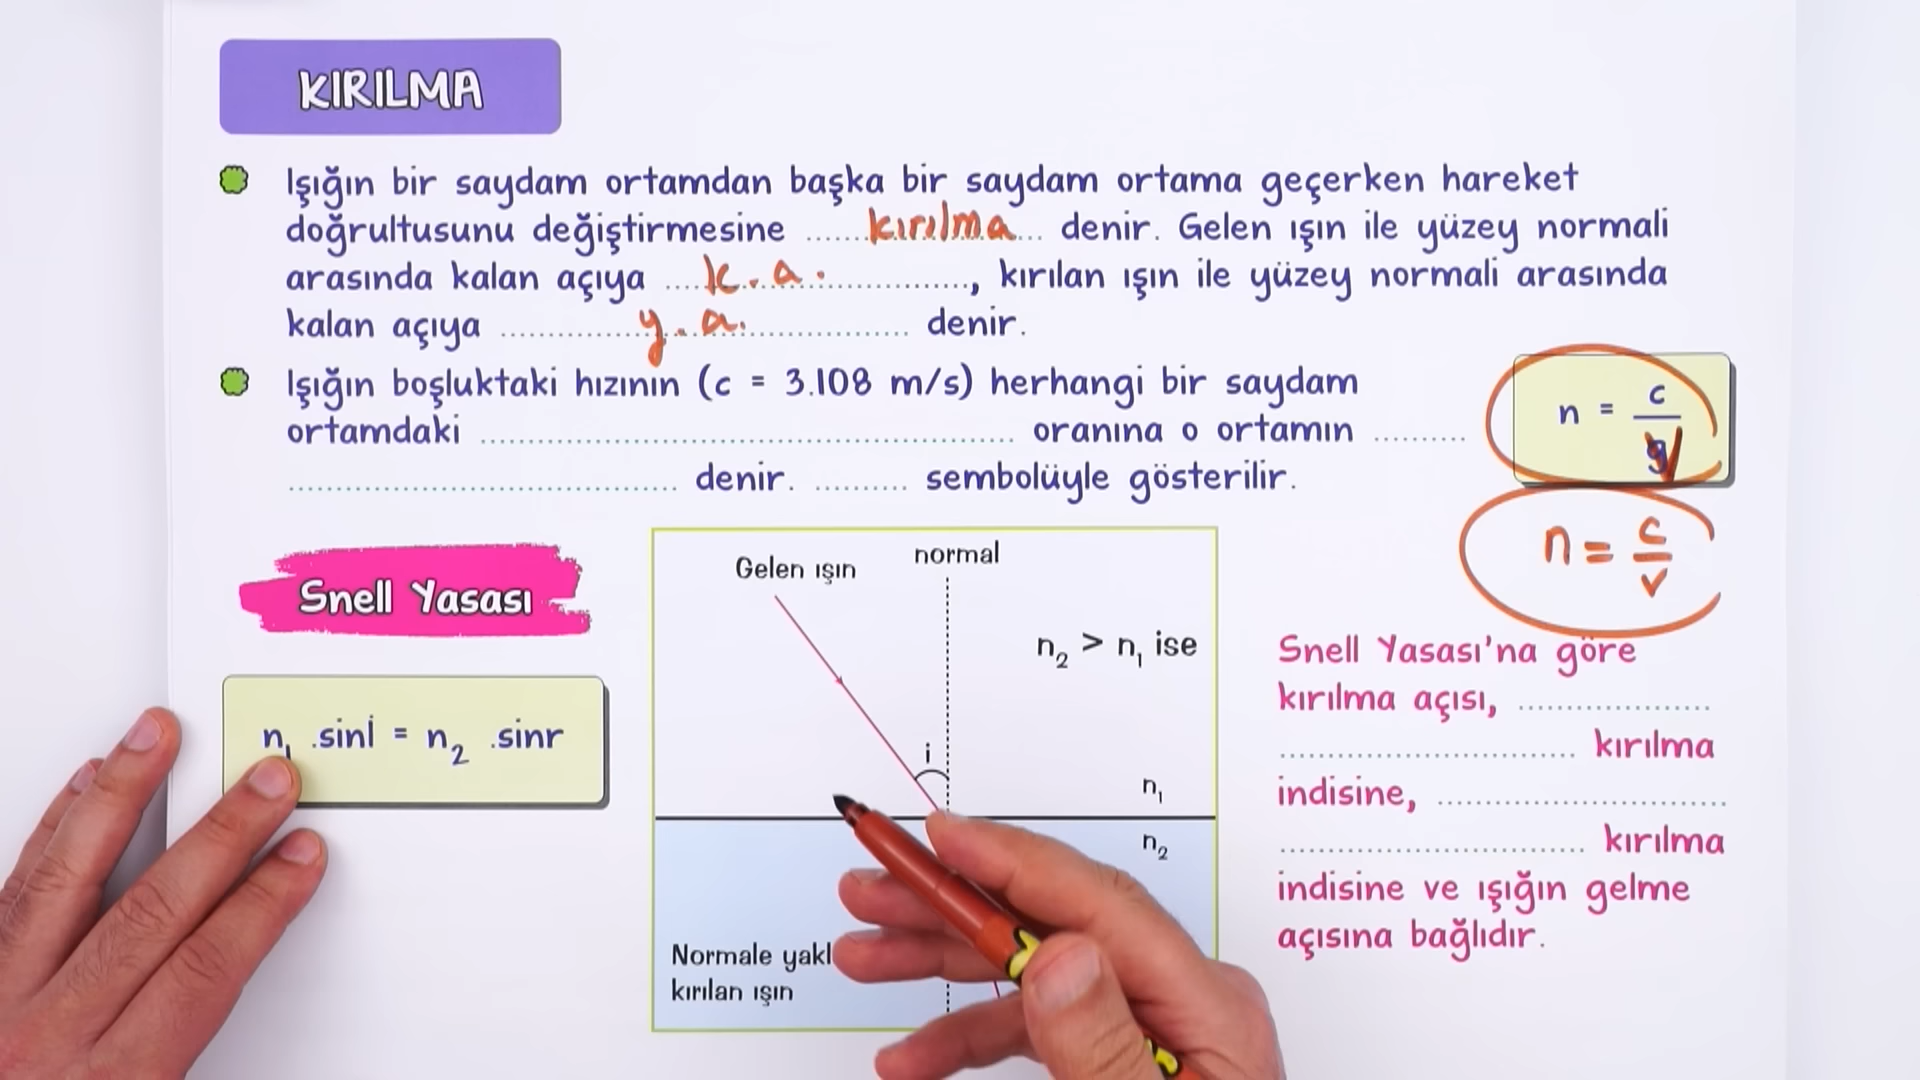 KIRILMA
Işığın bir saydam ortamdan başka bir saydam ortama geçerken hareket
doğrultusunu değiştirmesine ......kırılma... denir. Gelen ışın ile yüzey normali
arasında kalan açıya ....k.a................, kırılan ışın ile yüzey normali arasında
kalan açıya ..............y.a................ denir.
Işığın boşluktaki hızının (c = 3.108 m/s) herhangi bir saydam
ortamdaki ........................................ oranına o ortamın ..........
........................................ denir. .......... sembolüyle gösterilir.
n = c
n = c/v
Snell Yasası
n₁ .sinİ = n₂ .sinr
Gelen ışın
normal
n₂ > n₁ ise
i
n₁
n₂
Normale yakl
kırılan ışın
Snell Yasası'na göre
kırılma açısı, ....................
.............................. kırılma
indisine, ..............................
.............................. kırılma
indisine ve ışığın gelme
açısına bağlıdır.